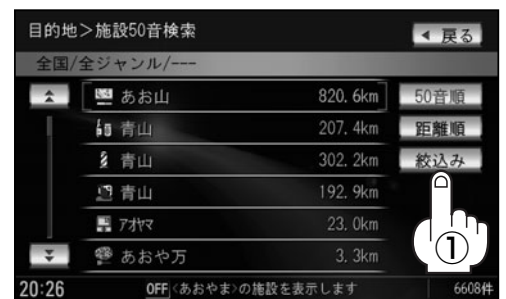 目的地＞施設50音検索
◀ 戻る
全国/全ジャンル/---
あお山 820.6km
50音順
青山 207.4km
距離順
青山 302.2km
絞込み
青山 192.9km
ｱｵﾔﾏ 23.0km
①
あおや万 3.3km
20:26 OFF <あおやま>の施設を表示します 6608件